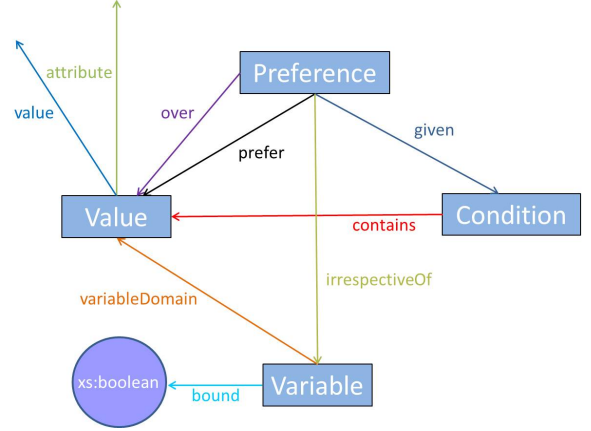 attribute
Preference
value
over
given
prefer
Value
Condition
contains
irrespectiveOf
variableDomain
xs:boolean
Variable
bound